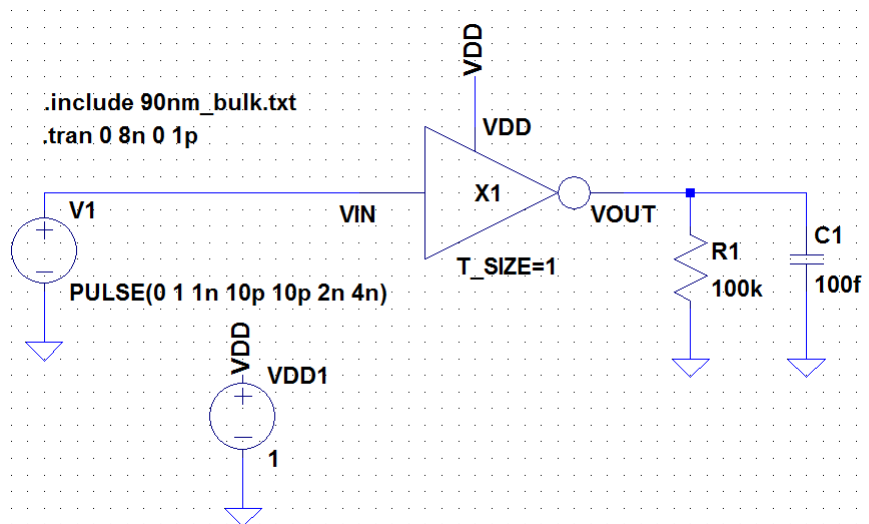 VDD
.include 90nm_bulk.txt
.tran 0 8n 0 1p
VDD
X1
V1
VIN
VOUT
T_SIZE=1
R1
100k
C1
100f
PULSE(0 1 1n 10p 10p 2n 4n)
VDD
VDD1
1